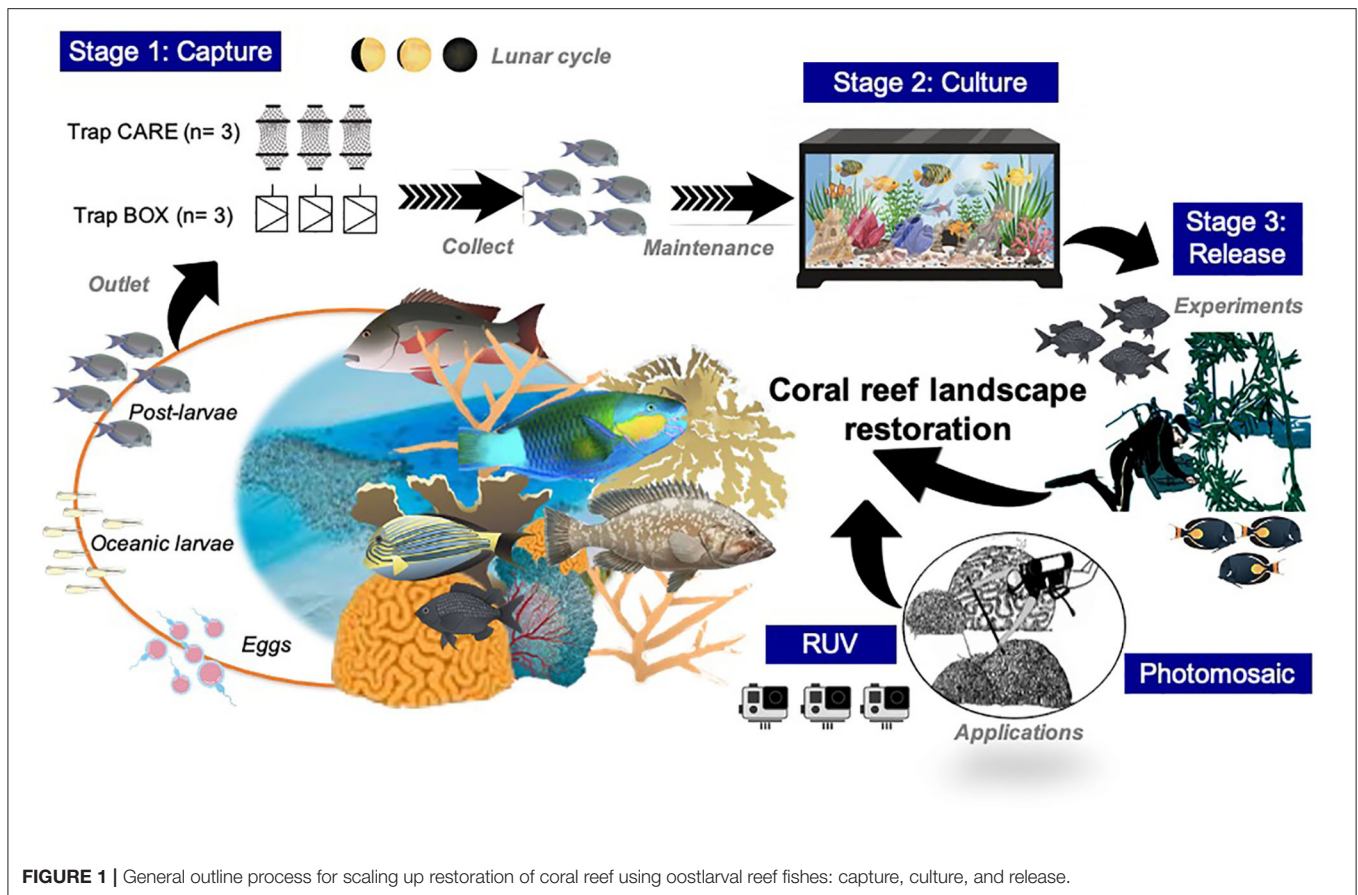 Stage 1: Capture
Lunar cycle
Stage 2: Culture
Trap CARE (n= 3)
Trap BOX (n= 3)
Collect
Maintenance
Stage 3:
Release
Outlet
Experiments
Post-larvae
Coral reef landscape
restoration
Oceanic larvae
Eggs
RUV
Photomosaic
Applications
FIGURE 1 | General outline process for scaling up restoration of coral reef using oostlarval reef fishes: capture, culture, and release.